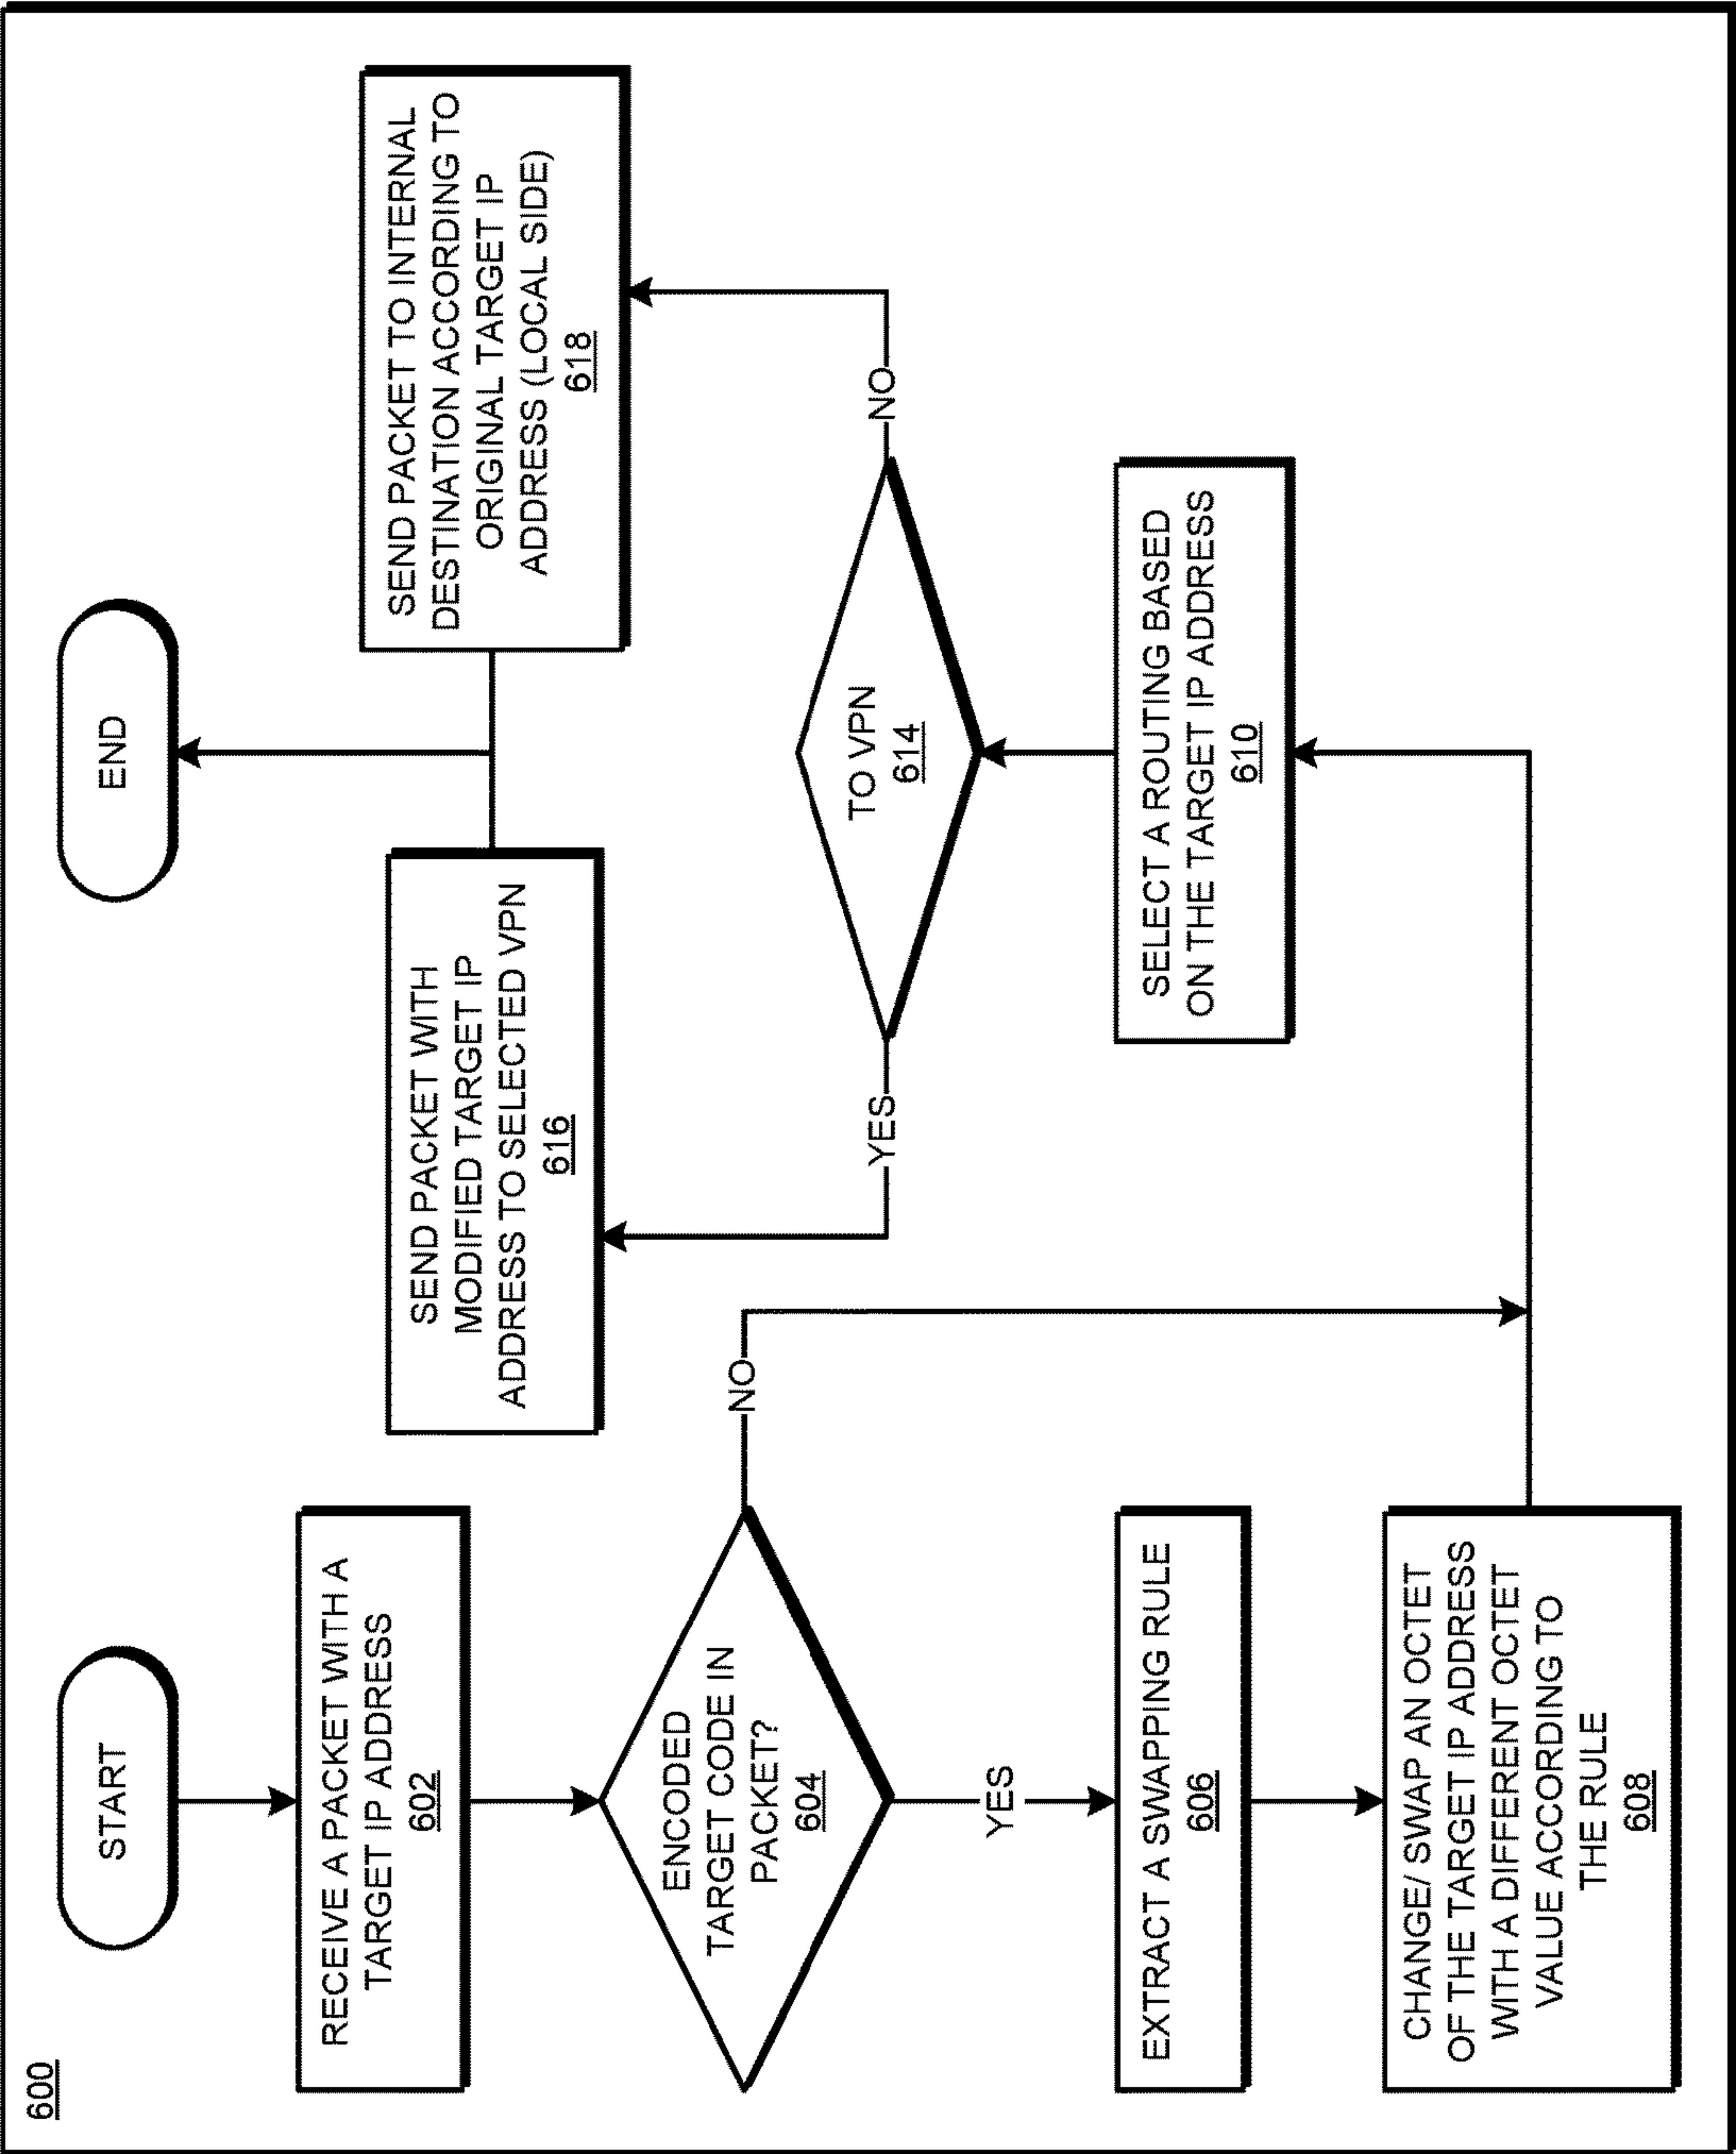 600
START
RECEIVE A PACKET WITH A
TARGET IP ADDRESS
602
ENCODED
TARGET CODE IN
PACKET?
604
NO
YES
EXTRACT A SWAPPING RULE
606
CHANGE/ SWAP AN OCTET
OF THE TARGET IP ADDRESS
WITH A DIFFERENT OCTET
VALUE ACCORDING TO
THE RULE
608
SELECT A ROUTING BASED
ON THE TARGET IP ADDRESS
610
TO VPN
614
YES
NO
SEND PACKET WITH
MODIFIED TARGET IP
ADDRESS TO SELECTED VPN
616
SEND PACKET TO INTERNAL
DESTINATION ACCORDING TO
ORIGINAL TARGET IP
ADDRESS (LOCAL SIDE)
618
END